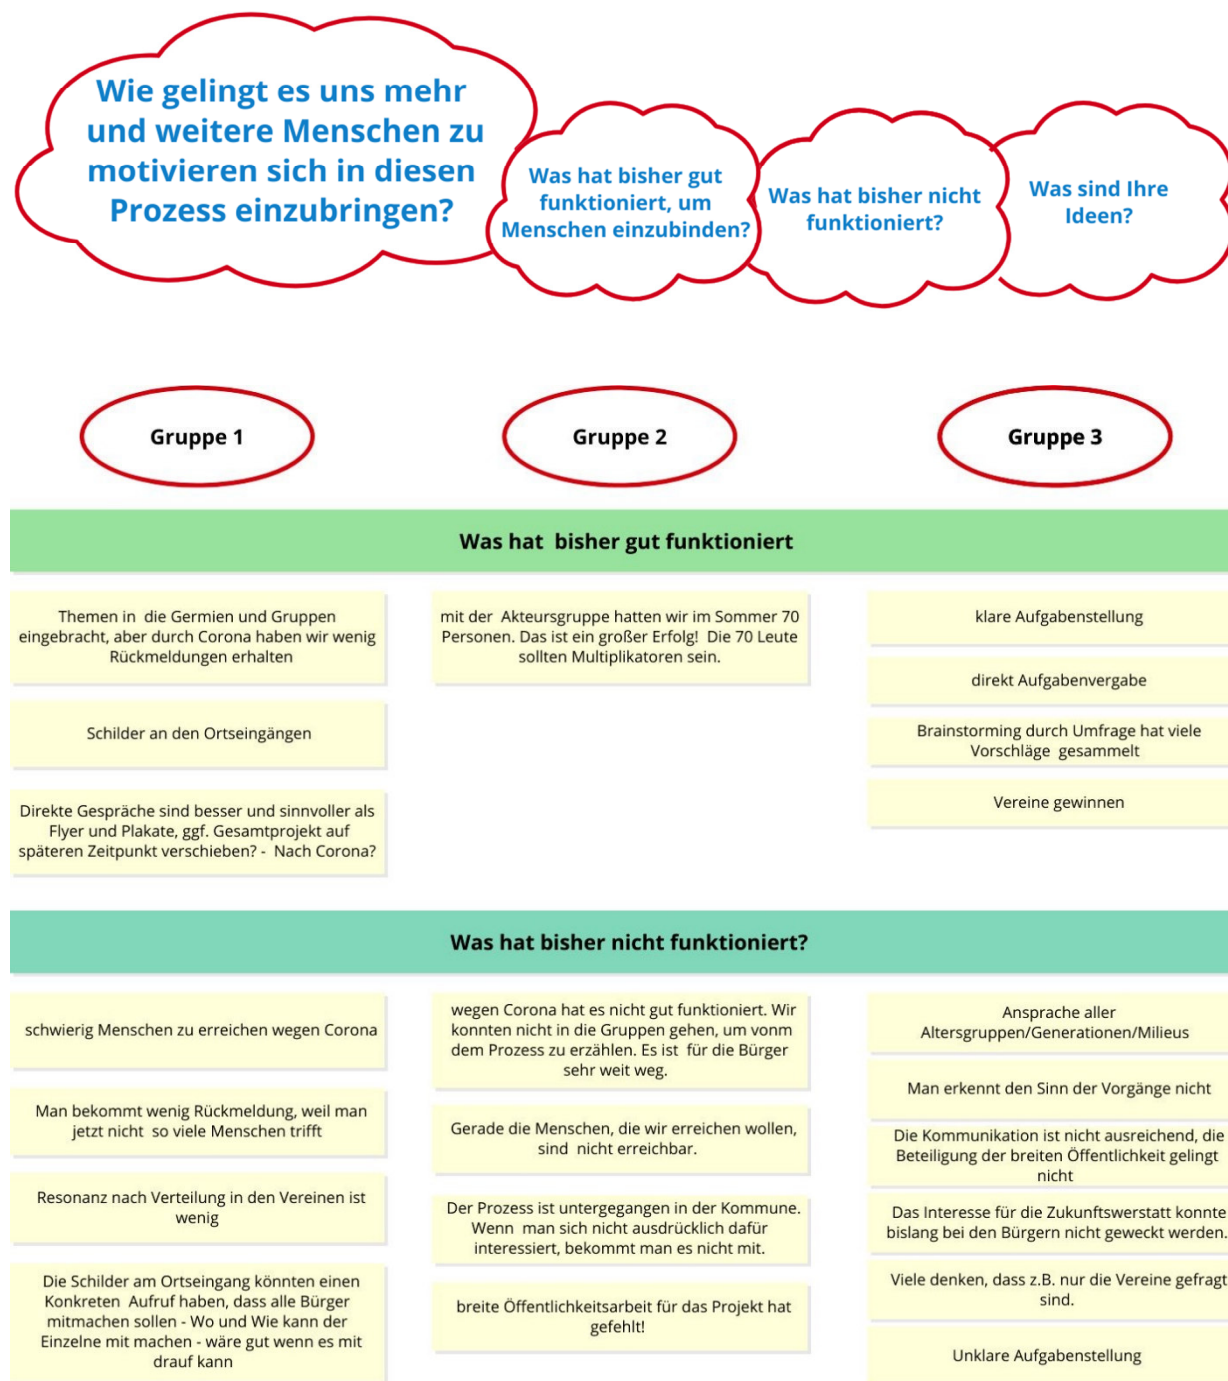 Wie gelingt es uns mehr
und weitere Menschen zu
motivieren sich in diesen
Prozess einzubringen?
Was hat bisher gut
funktioniert, um
Menschen einzubinden?
Was hat bisher nicht
funktioniert?
Was sind Ihre
Ideen?
Gruppe 1
Gruppe 2
Gruppe 3
Was hat bisher gut funktioniert
Themen in die Germien und Gruppen
eingebracht, aber durch Corona haben wir wenig
Rückmeldungen erhalten
Schilder an den Ortseingängen
Direkte Gespräche sind besser und sinnvoller als
Flyer und Plakate, ggf. Gesamtprojekt auf
späteren Zeitpunkt verschieben? - Nach Corona?
mit der Akteursgruppe hatten wir im Sommer 70
Personen. Das ist ein großer Erfolg! Die 70 Leute
sollten Multiplikatoren sein.
klare Aufgabenstellung
direkt Aufgabenvergabe
Brainstorming durch Umfrage hat viele
Vorschläge gesammelt
Vereine gewinnen
Was hat bisher nicht funktioniert?
schwierig Menschen zu erreichen wegen Corona
Man bekommt wenig Rückmeldung, weil man
jetzt nicht so viele Menschen trifft
Resonanz nach Verteilung in den Vereinen ist
wenig
Die Schilder am Ortseingang könnten einen
Konkreten Aufruf haben, dass alle Bürger
mitmachen sollen - Wo und Wie kann der
Einzelne mit machen - wäre gut wenn es mit
drauf kann
wegen Corona hat es nicht gut funktioniert. Wir
konnten nicht in die Gruppen gehen, um vonm
dem Prozess zu erzählen. Es ist für die Bürger
sehr weit weg.
Gerade die Menschen, die wir erreichen wollen,
sind nicht erreichbar.
Der Prozess ist untergegangen in der Kommune.
Wenn man sich nicht ausdrücklich dafür
interessiert, bekommt man es nicht mit.
breite Öffentlichkeitsarbeit für das Projekt hat
gefehlt!
Ansprache aller
Altersgruppen/Generationen/Milieus
Man erkennt den Sinn der Vorgänge nicht
Die Kommunikation ist nicht ausreichend, die
Beteiligung der breiten Öffentlichkeit gelingt
nicht
Das Interesse für die Zukunftswerstatt konnte
bislang bei den Bürgern nicht geweckt werden.
Viele denken, dass z.B. nur die Vereine gefragt
sind.
Unklare Aufgabenstellung